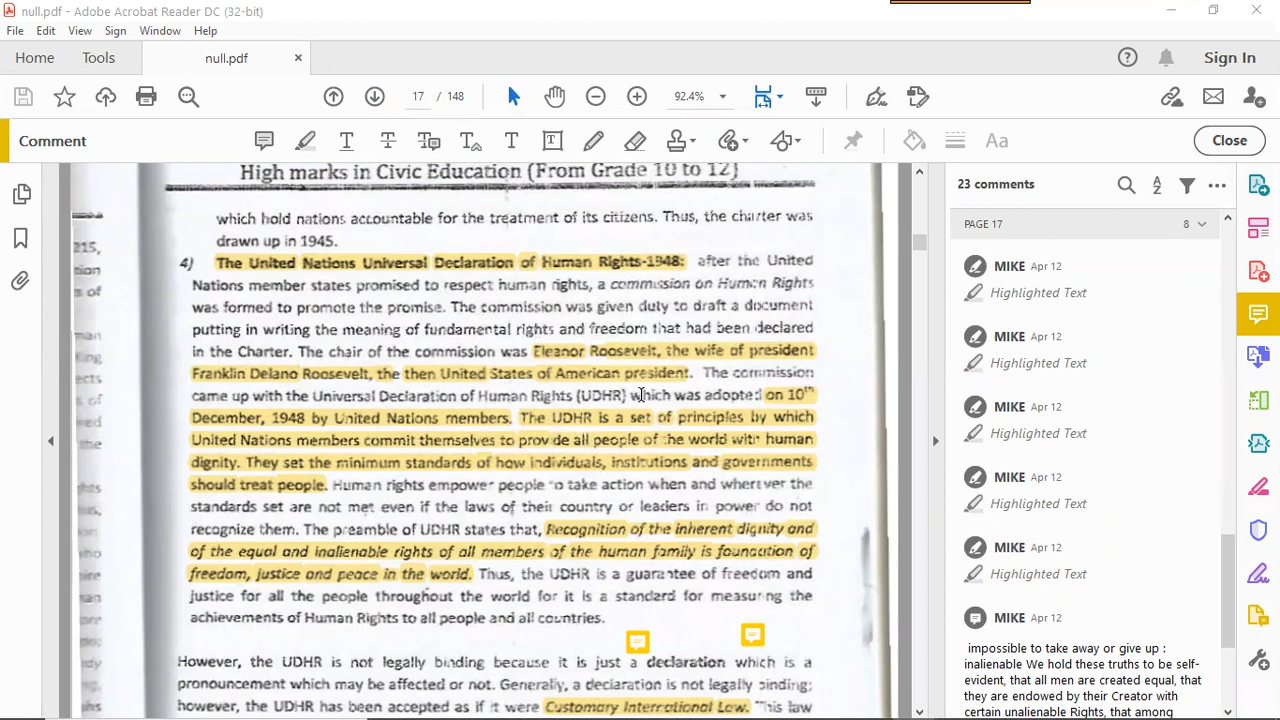 null.pdf - Adobe Acrobat Reader DC (32-bit)
File Edit View Sign Window Help
Home Tools null.pdf × Sign In
17 / 148 92.4%
Comment Close
High marks in Civic Education (From Grade 10 to 12)
which hold nations accountable for the treatment of its citizens. Thus, the charter was
drawn up in 1945.
4) The United Nations Universal Declaration of Human Rights-1948: after the United
Nations member states promised to respect human rights, a commission on Human Rights
was formed to promote the promise. The commission was given duty to draft a document
putting in writing the meaning of fundamental rights and freedom that had been declared
in the Charter. The chair of the commission was Eleanor Roosevelt, the wife of president
Franklin Delano Roosevelt, the then United States of American president. The commission
came up with the Universal Declaration of Human Rights (UDHR) which was adopted on 10th
December, 1948 by United Nations members. The UDHR is a set of principles by which
United Nations members commit themselves to provide all people of the world with human
dignity. They set the minimum standards of how individuals, institutions and governments
should treat people. Human rights empower people to take action when and wherever the
standards set are not met even if the laws of their country or leaders in power do not
recognize them. The preamble of UDHR states that, Recognition of the inherent dignity and
of the equal and inalienable rights of all members of the human family is foundation of
freedom, justice and peace in the world. Thus, the UDHR is a guarantee of freedom and
justice for all the people throughout the world for it is a standard for measuring the
achievements of Human Rights to all people and all countries.
However, the UDHR is not legally binding because it is just a declaration which is a
pronouncement which may be affected or not. Generally, a declaration is not legally binding;
however, the UDHR has been accepted as if it were Customary International Law. This law
215,
s of
23 comments
PAGE 17 8
MIKE Apr 12
Highlighted Text
MIKE Apr 12
Highlighted Text
MIKE Apr 12
Highlighted Text
MIKE Apr 12
Highlighted Text
MIKE Apr 12
Highlighted Text
MIKE Apr 12
impossible to take away or give up :
inalienable We hold these truths to be self-
evident, that all men are created equal, that
they are endowed by their Creator with
certain unalienable Rights, that among